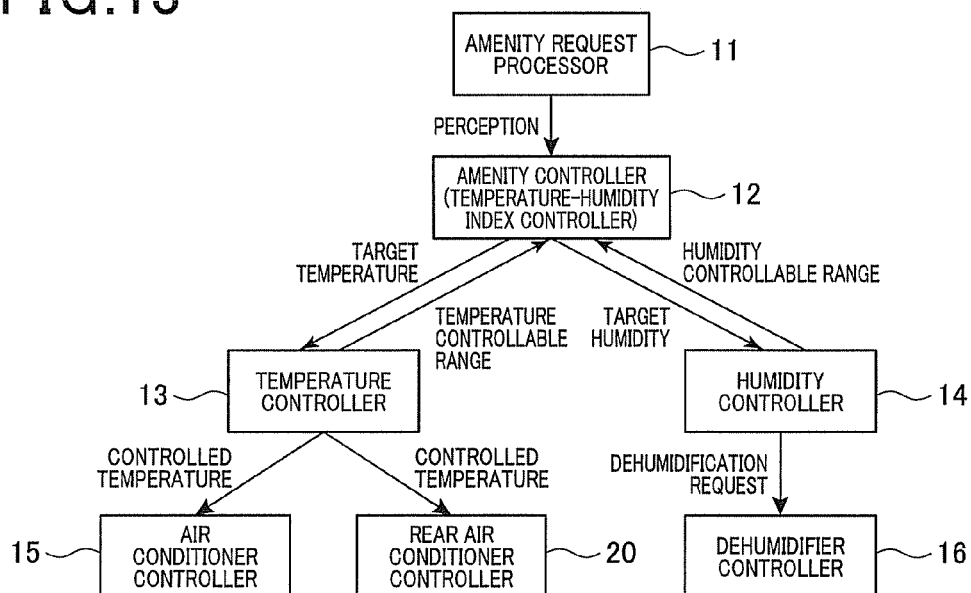 FIG.13
AMENITY REQUEST
PROCESSOR
11
PERCEPTION
AMENITY CONTROLLER
(TEMPERATURE-HUMIDITY
INDEX CONTROLLER)
12
TARGET
TEMPERATURE
HUMIDITY
CONTROLLABLE RANGE
TEMPERATURE
CONTROLLABLE
RANGE
TARGET
HUMIDITY
13
TEMPERATURE
CONTROLLER
HUMIDITY
CONTROLLER
14
CONTROLLED
TEMPERATURE
CONTROLLED
TEMPERATURE
DEHUMIDIFICATION
REQUEST
15
AIR
CONDITIONER
CONTROLLER
REAR AIR
CONDITIONER
CONTROLLER
20
DEHUMIDIFIER
CONTROLLER
16